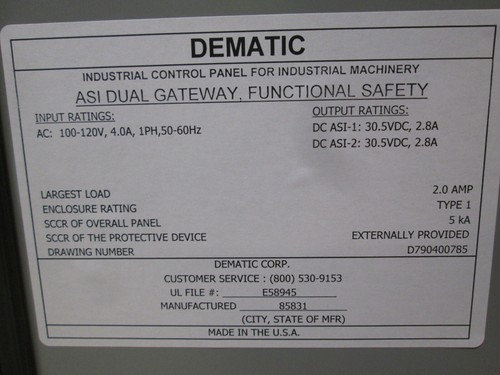 DEMATIC
INDUSTRIAL CONTROL PANEL FOR INDUSTRIAL MACHINERY
ASI DUAL GATEWAY, FUNCTIONAL SAFETY
INPUT RATINGS: OUTPUT RATINGS:
AC: 100-120V, 4.0A, 1PH,50-60Hz DC ASI-1: 30.5VDC, 2.8A
DC ASI-2: 30.5VDC, 2.8A
LARGEST LOAD 2.0 AMP
ENCLOSURE RATING TYPE 1
SCCR OF OVERALL PANEL 5 kA
SCCR OF THE PROTECTIVE DEVICE EXTERNALLY PROVIDED
DRAWING NUMBER D790400785
DEMATIC CORP.
CUSTOMER SERVICE : (800) 530-9153
UL FILE #: E58945
MANUFACTURED 85831
(CITY, STATE OF MFR)
MADE IN THE U.S.A.